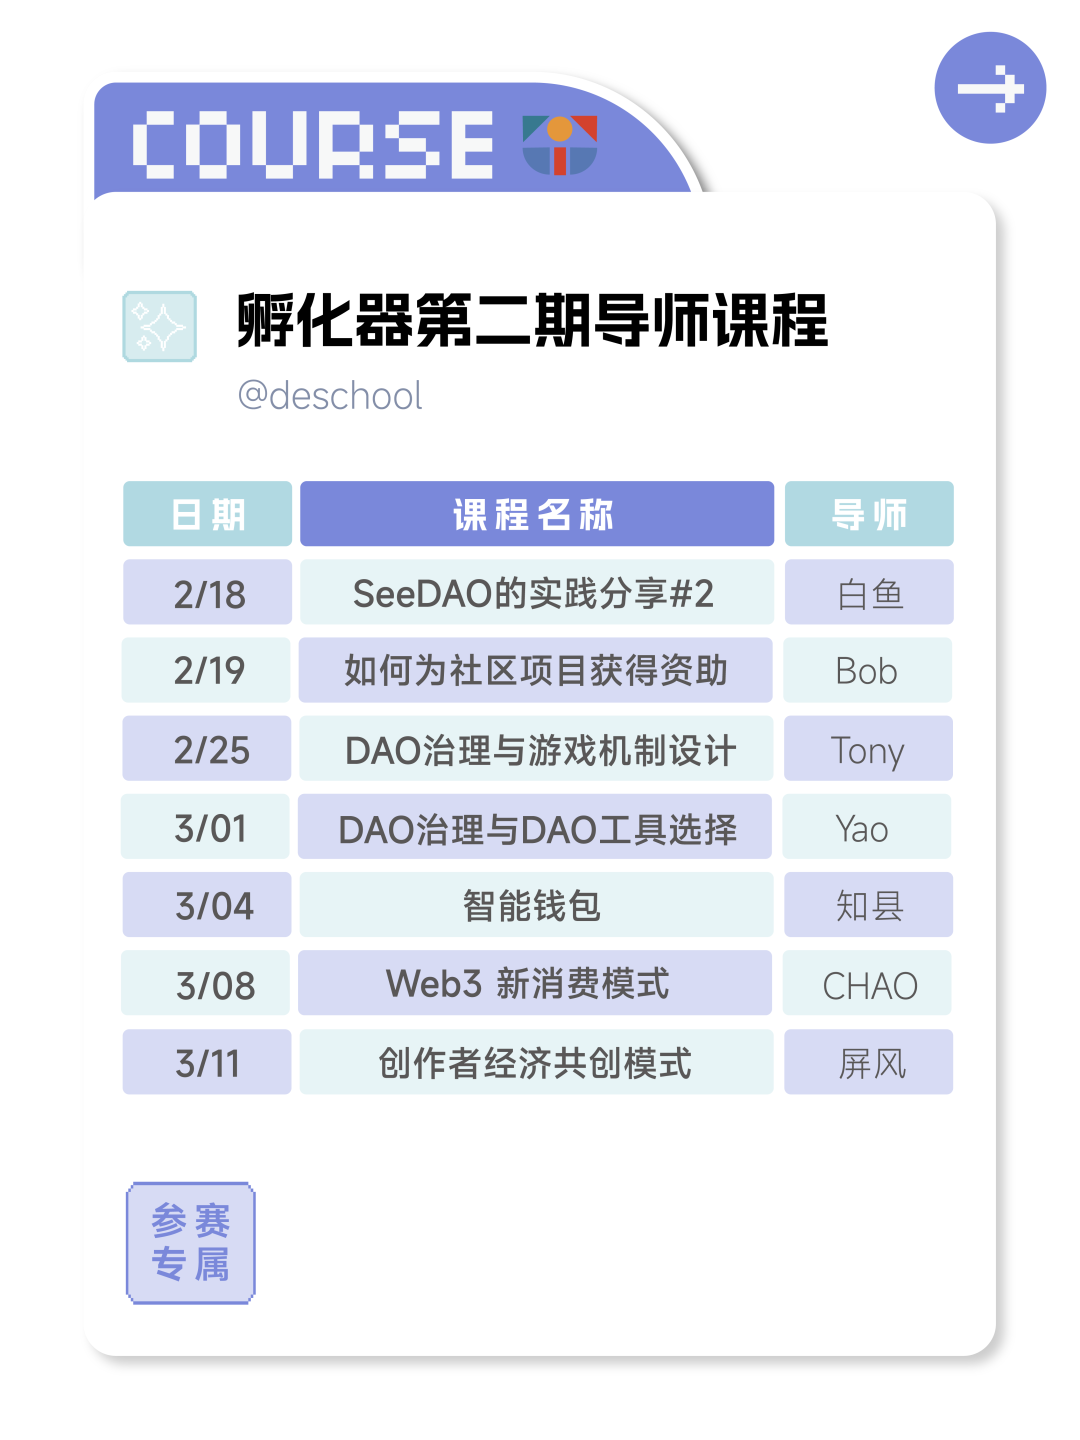 COURSE
孵化器第二期导师课程
@deschool
日期 课程名称 导师
2/18 SeeDAO的实践分享#2 白鱼
2/19 如何为社区项目获得资助 Bob
2/25 DAO治理与游戏机制设计 Tony
3/01 DAO治理与DAO工具选择 Yao
3/04 智能钱包 知县
3/08 Web3 新消费模式 CHAO
3/11 创作者经济共创模式 屏风
参赛
专属